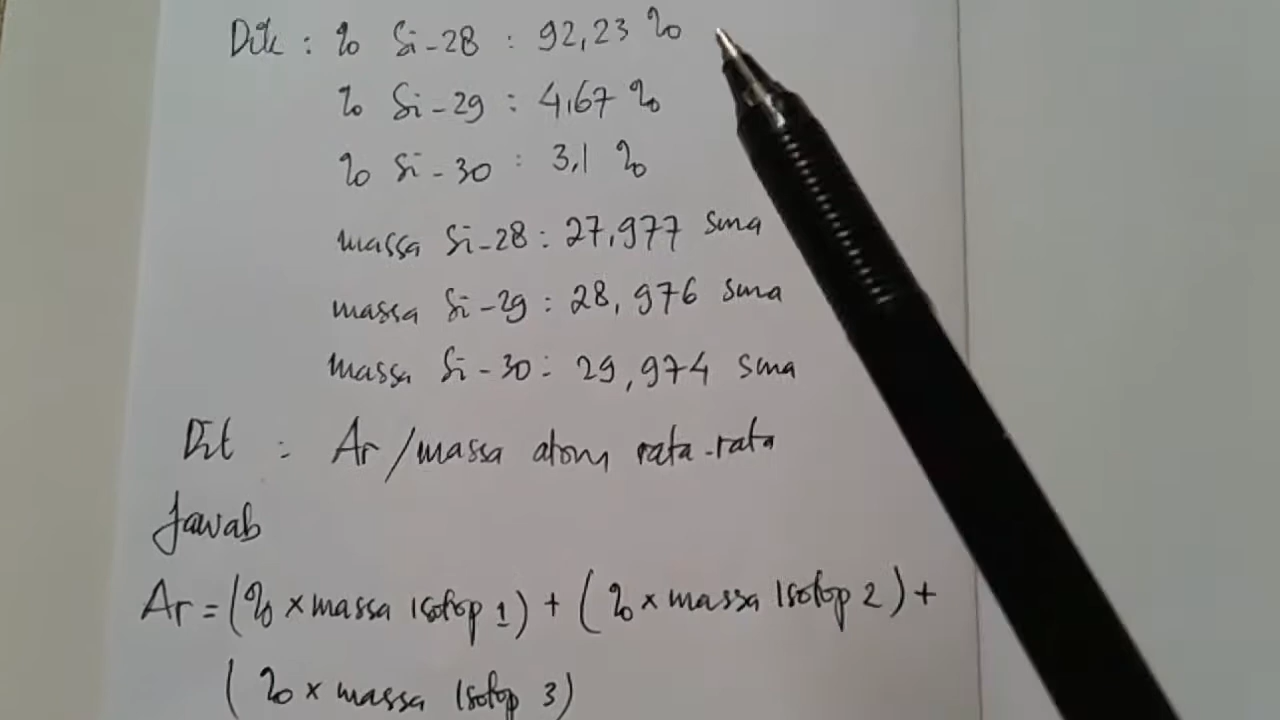 Dik : % Si-28 : 92,23 %
% Si-29 : 4,67 %
% Si-30 : 3,1 %
massa Si-28 : 27,977 sma
massa Si-29 : 28,976 sma
massa Si-30 : 29,974 sma
Dit : Ar/massa atom rata-rata
Jawab
Ar = (% x massa isotop 1) + (% x massa isotop 2) +
(% x massa isotop 3)